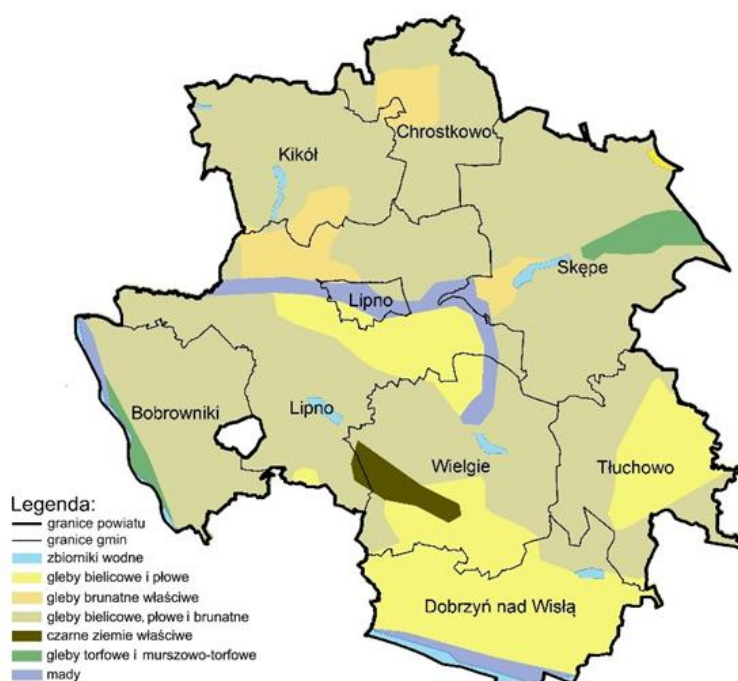 Chrostkowo
Kikół
Skępe
Lipno
Bobrowniki
Lipno
Wielgie
Tłuchowo
Dobrzyń nad Wisłą
Legenda:
granice powiatu
granice gmin
zbiorniki wodne
gleby bielicowe i płowe
gleby brunatne właściwe
gleby bielicowe, płowe i brunatne
czarne ziemie właściwe
gleby torfowe i murszowo-torfowe
mady